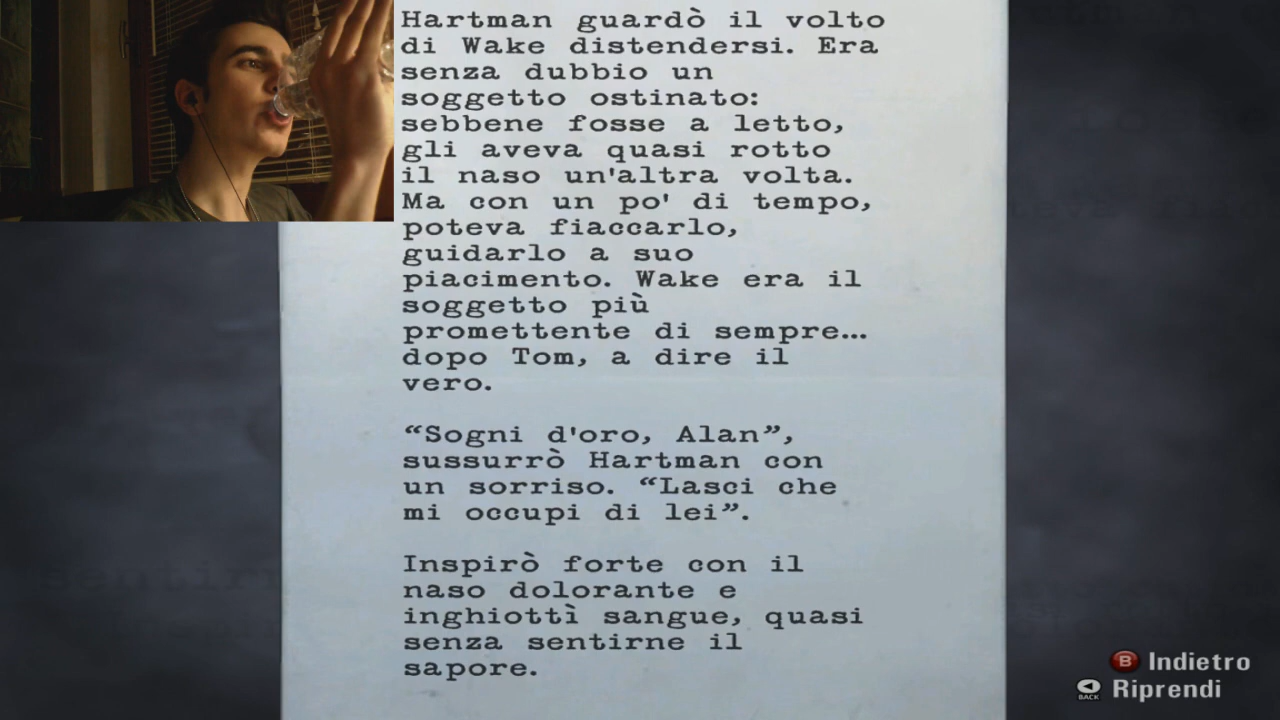 Hartman guardò il volto
di Wake distendersi. Era
senza dubbio un
soggetto ostinato:
sebbene fosse a letto,
gli aveva quasi rotto
il naso un'altra volta.
Ma con un po' di tempo,
poteva fiaccarlo,
guidarlo a suo
piacimento. Wake era il
soggetto più
promettente di sempre…
dopo Tom, a dire il
vero.
“Sogni d'oro, Alan”,
sussurrò Hartman con
un sorriso. “Lasci che
mi occupi di lei”.
Inspirò forte con il
naso dolorante e
inghiottì sangue, quasi
senza sentirne il
sapore.
B Indietro
BACK Riprendi